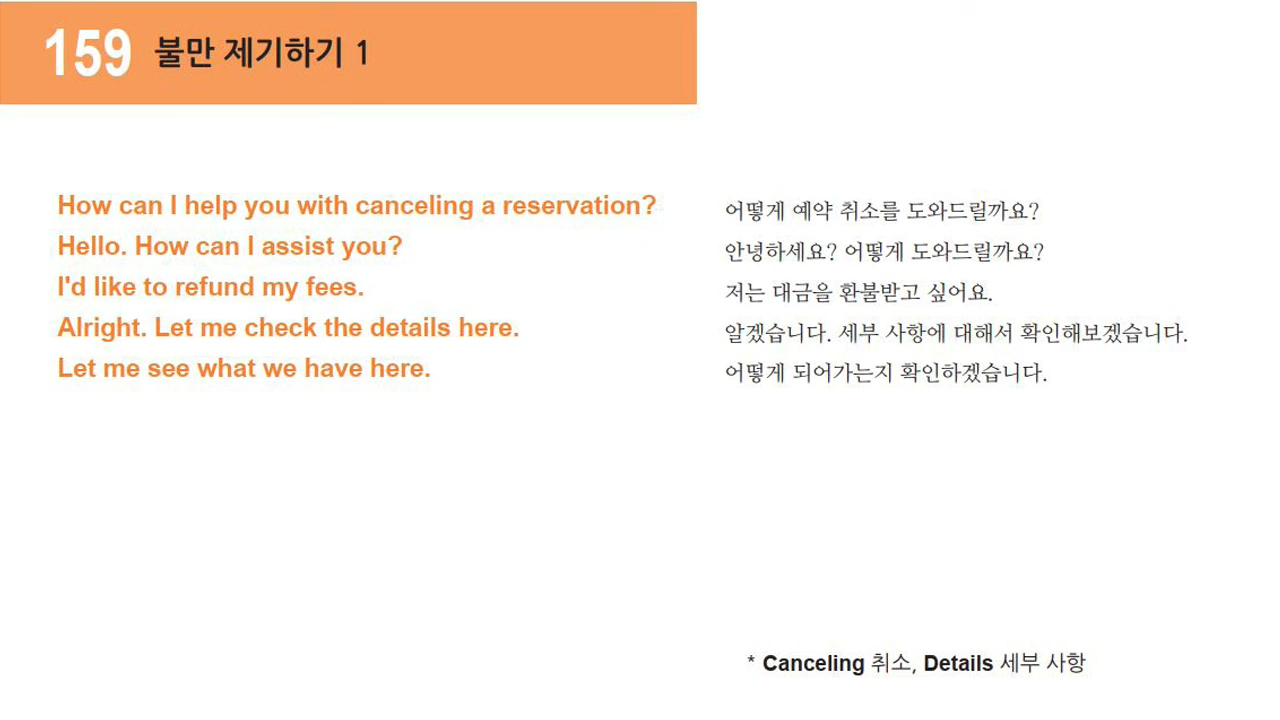 159 불만 제기하기 1
How can I help you with canceling a reservation?
Hello. How can I assist you?
I'd like to refund my fees.
Alright. Let me check the details here.
Let me see what we have here.
어떻게 예약 취소를 도와드릴까요?
안녕하세요? 어떻게 도와드릴까요?
저는 대금을 환불받고 싶어요.
알겠습니다. 세부 사항에 대해서 확인해보겠습니다.
어떻게 되어가는지 확인하겠습니다.
* Canceling 취소, Details 세부 사항